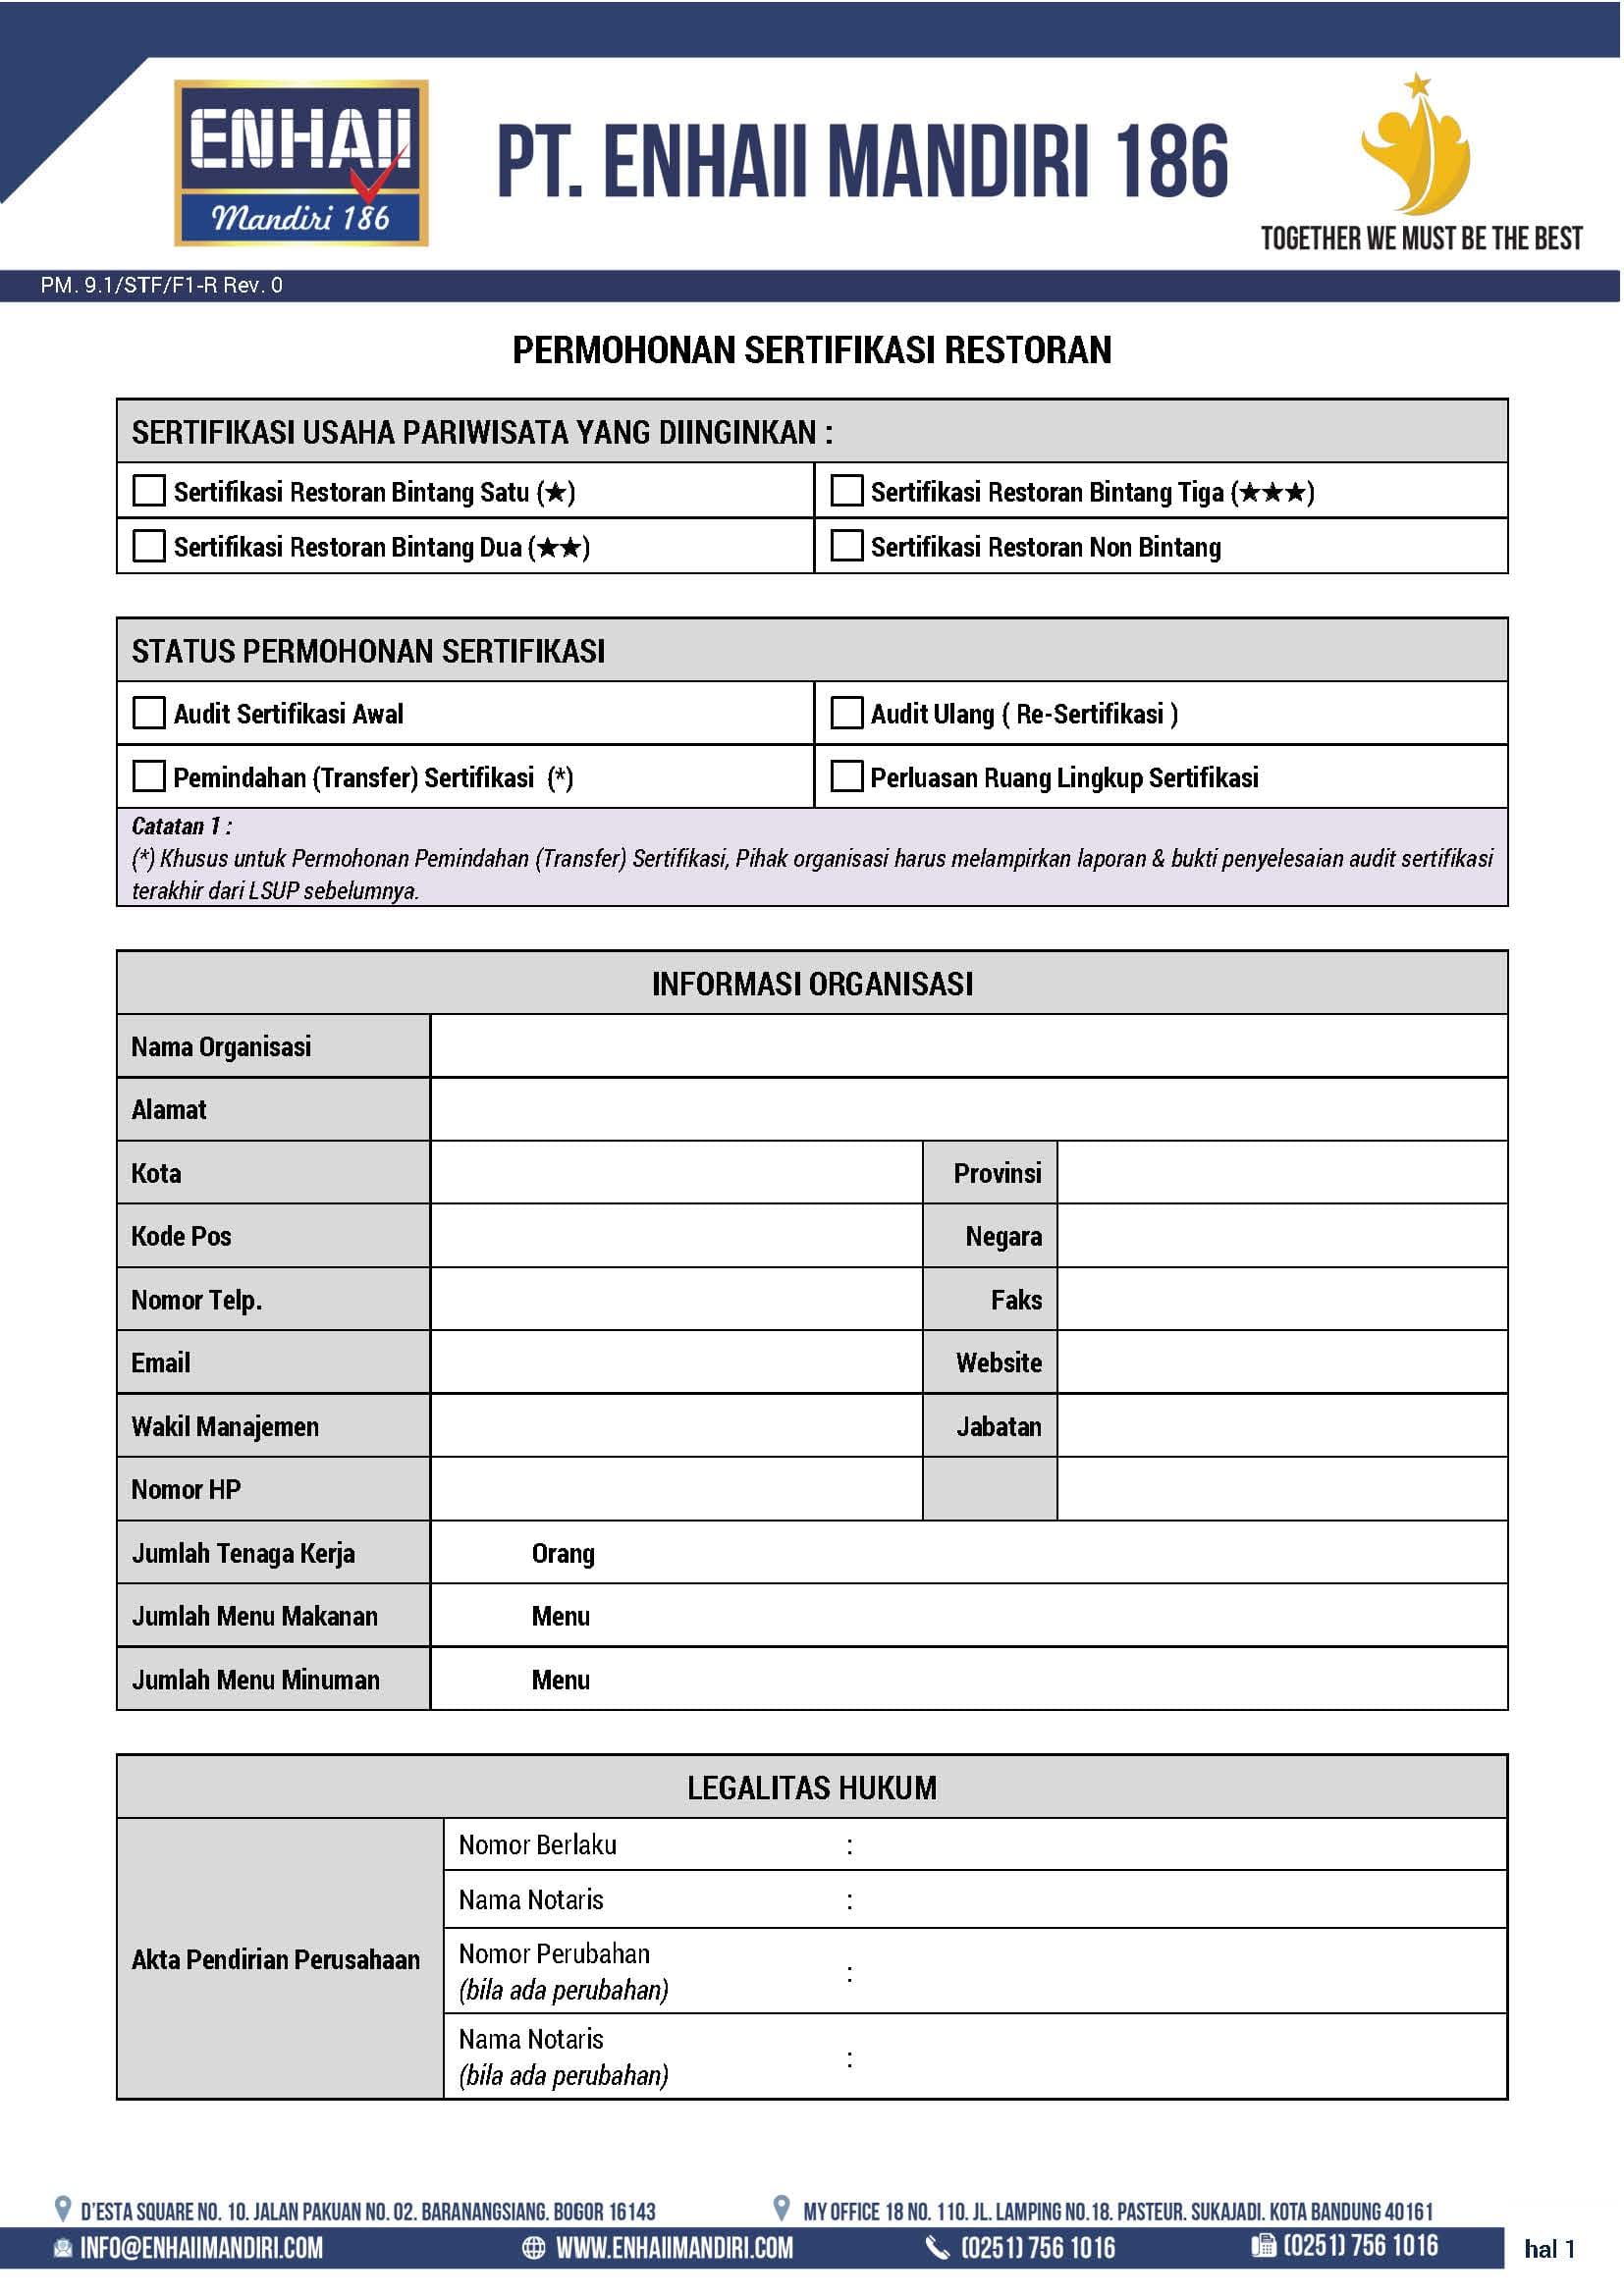 ENHAII
Mandiri 186
PT. ENHAII MANDIRI 186
TOGETHER WE MUST BE THE BEST
PM. 9.1/STF/F1-R Rev. 0
PERMOHONAN SERTIFIKASI RESTORAN
SERTIFIKASI USAHA PARIWISATA YANG DIINGINKAN :
Sertifikasi Restoran Bintang Satu (★)
Sertifikasi Restoran Bintang Tiga (★★★)
Sertifikasi Restoran Bintang Dua (★★)
Sertifikasi Restoran Non Bintang
STATUS PERMOHONAN SERTIFIKASI
Audit Sertifikasi Awal
Audit Ulang ( Re-Sertifikasi )
Pemindahan (Transfer) Sertifikasi (*)
Perluasan Ruang Lingkup Sertifikasi
Catatan 1 :
(*) Khusus untuk Permohonan Pemindahan (Transfer) Sertifikasi, Pihak organisasi harus melampirkan laporan & bukti penyelesaian audit sertifikasi
terakhir dari LSUP sebelumnya.
INFORMASI ORGANISASI
Nama Organisasi
Alamat
Kota
Provinsi
Kode Pos
Negara
Nomor Telp.
Faks
Email
Website
Wakil Manajemen
Jabatan
Nomor HP
Jumlah Tenaga Kerja
Orang
Jumlah Menu Makanan
Menu
Jumlah Menu Minuman
Menu
LEGALITAS HUKUM
Akta Pendirian Perusahaan
Nomor Berlaku :
Nama Notaris :
Nomor Perubahan
(bila ada perubahan) :
Nama Notaris
(bila ada perubahan) :
D'ESTA SQUARE NO. 10. JALAN PAKUAN NO. 02. BARANANGSIANG. BOGOR 16143
MY OFFICE 18 NO. 110. JL. LAMPING NO.18. PASTEUR. SUKAJADI. KOTA BANDUNG 40161
INFO@ENHAIIMANDIRI.COM
WWW.ENHAIIMANDIRI.COM
(0251) 756 1016
(0251) 756 1016
hal 1